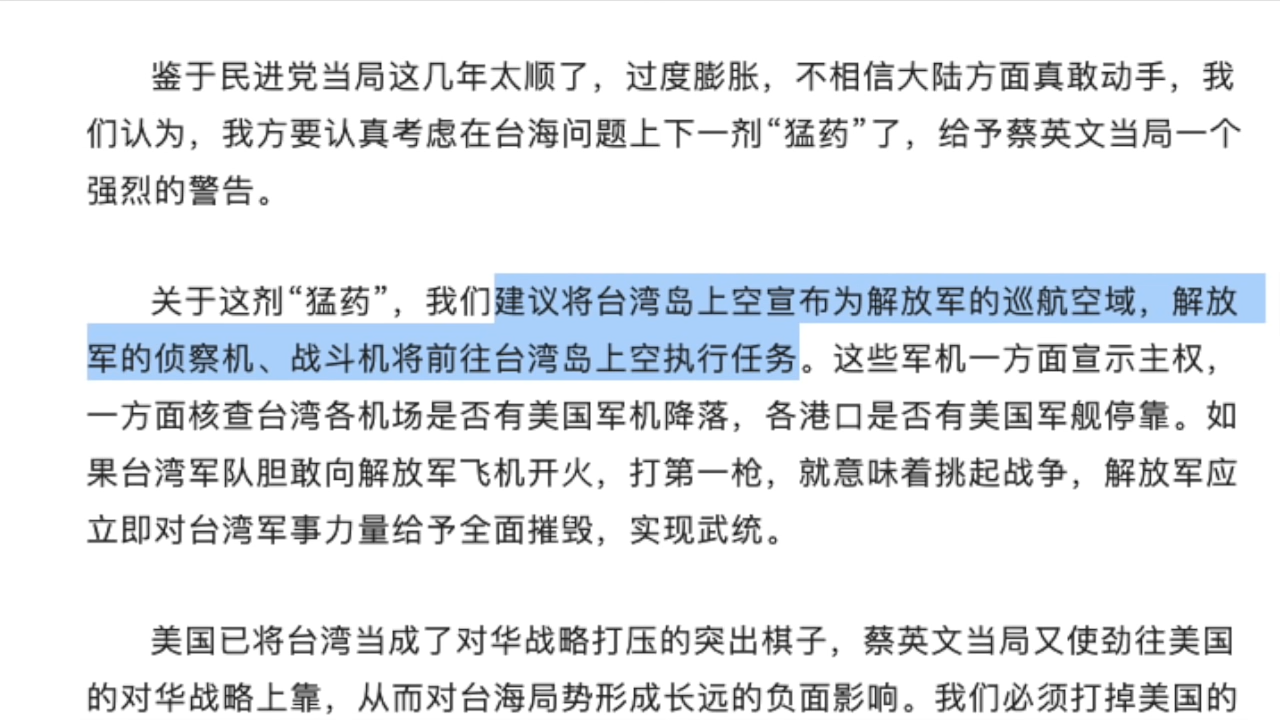 鉴于民进党当局这几年太顺了，过度膨胀，不相信大陆方面真敢动手，我
们认为，我方要认真考虑在台海问题上下一剂“猛药”了，给予蔡英文当局一个
强烈的警告。
关于这剂“猛药”，我们建议将台湾岛上空宣布为解放军的巡航空域，解放
军的侦察机、战斗机将前往台湾岛上空执行任务。这些军机一方面宣示主权，
一方面核查台湾各机场是否有美国军机降落，各港口是否有美国军舰停靠。如
果台湾军队胆敢向解放军飞机开火，打第一枪，就意味着挑起战争，解放军应
立即对台湾军事力量给予全面摧毁，实现武统。
美国已将台湾当成了对华战略打压的突出棋子，蔡英文当局又使劲往美国
的对华战略上靠，从而对台海局势形成长远的负面影响。我们必须打掉美国的